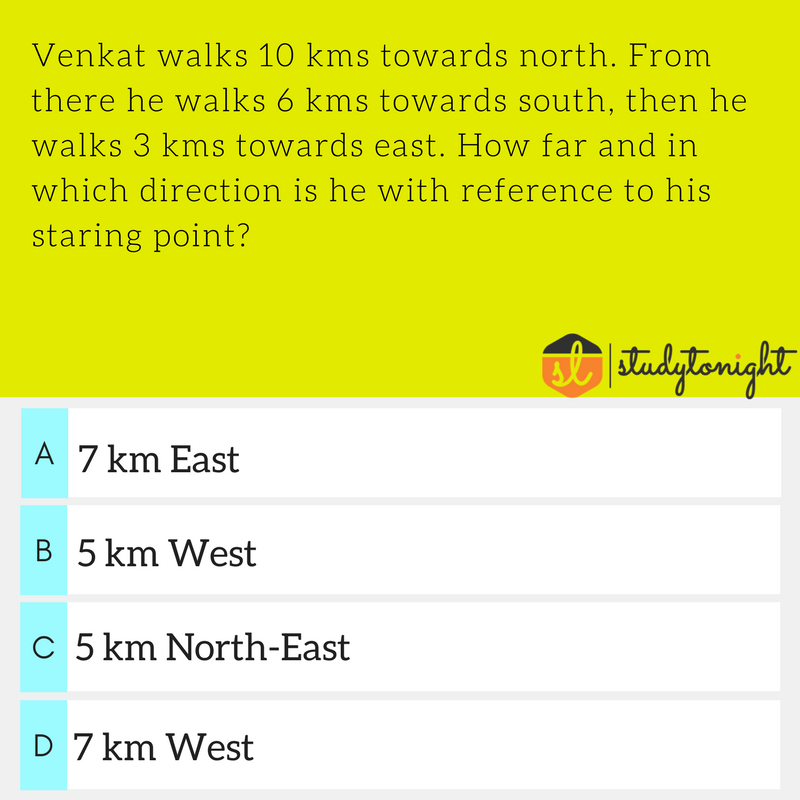 Venkat walks 10 kms towards north. From
there he walks 6 kms towards south, then he
walks 3 kms towards east. How far and in
which direction is he with reference to his
staring point?
sl studytonight
A 7 km East
B 5 km West
C 5 km North-East
D 7 km West